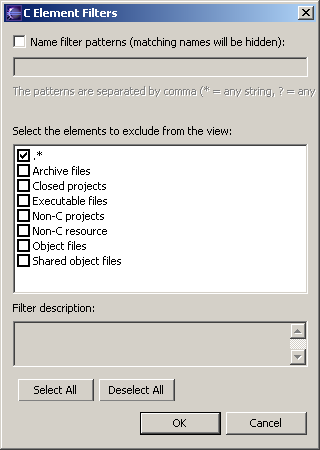 C Element Filters
Name filter patterns (matching names will be hidden):
The patterns are separated by comma (* = any string, ? = any
Select the elements to exclude from the view:
.*
Archive files
Closed projects
Executable files
Non-C projects
Non-C resource
Object files
Shared object files
Filter description:
Select All
Deselect All
OK
Cancel